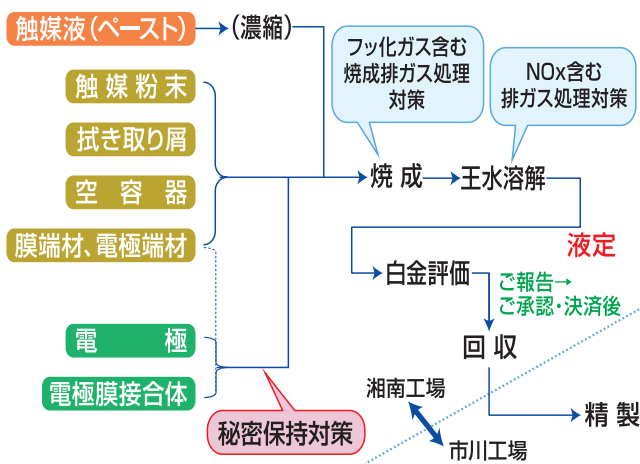 触媒液(ペースト)
(濃縮)
フッ化ガス含む
焼成排ガス処理
対策
NOx含む
排ガス処理対策
触媒粉末
拭き取り屑
空容器
膜端材、電極端材
焼成
王水溶解
液定
白金評価
ご報告→
ご承認・決済後
電極
電極膜接合体
回収
秘密保持対策
湘南工場
市川工場
精製